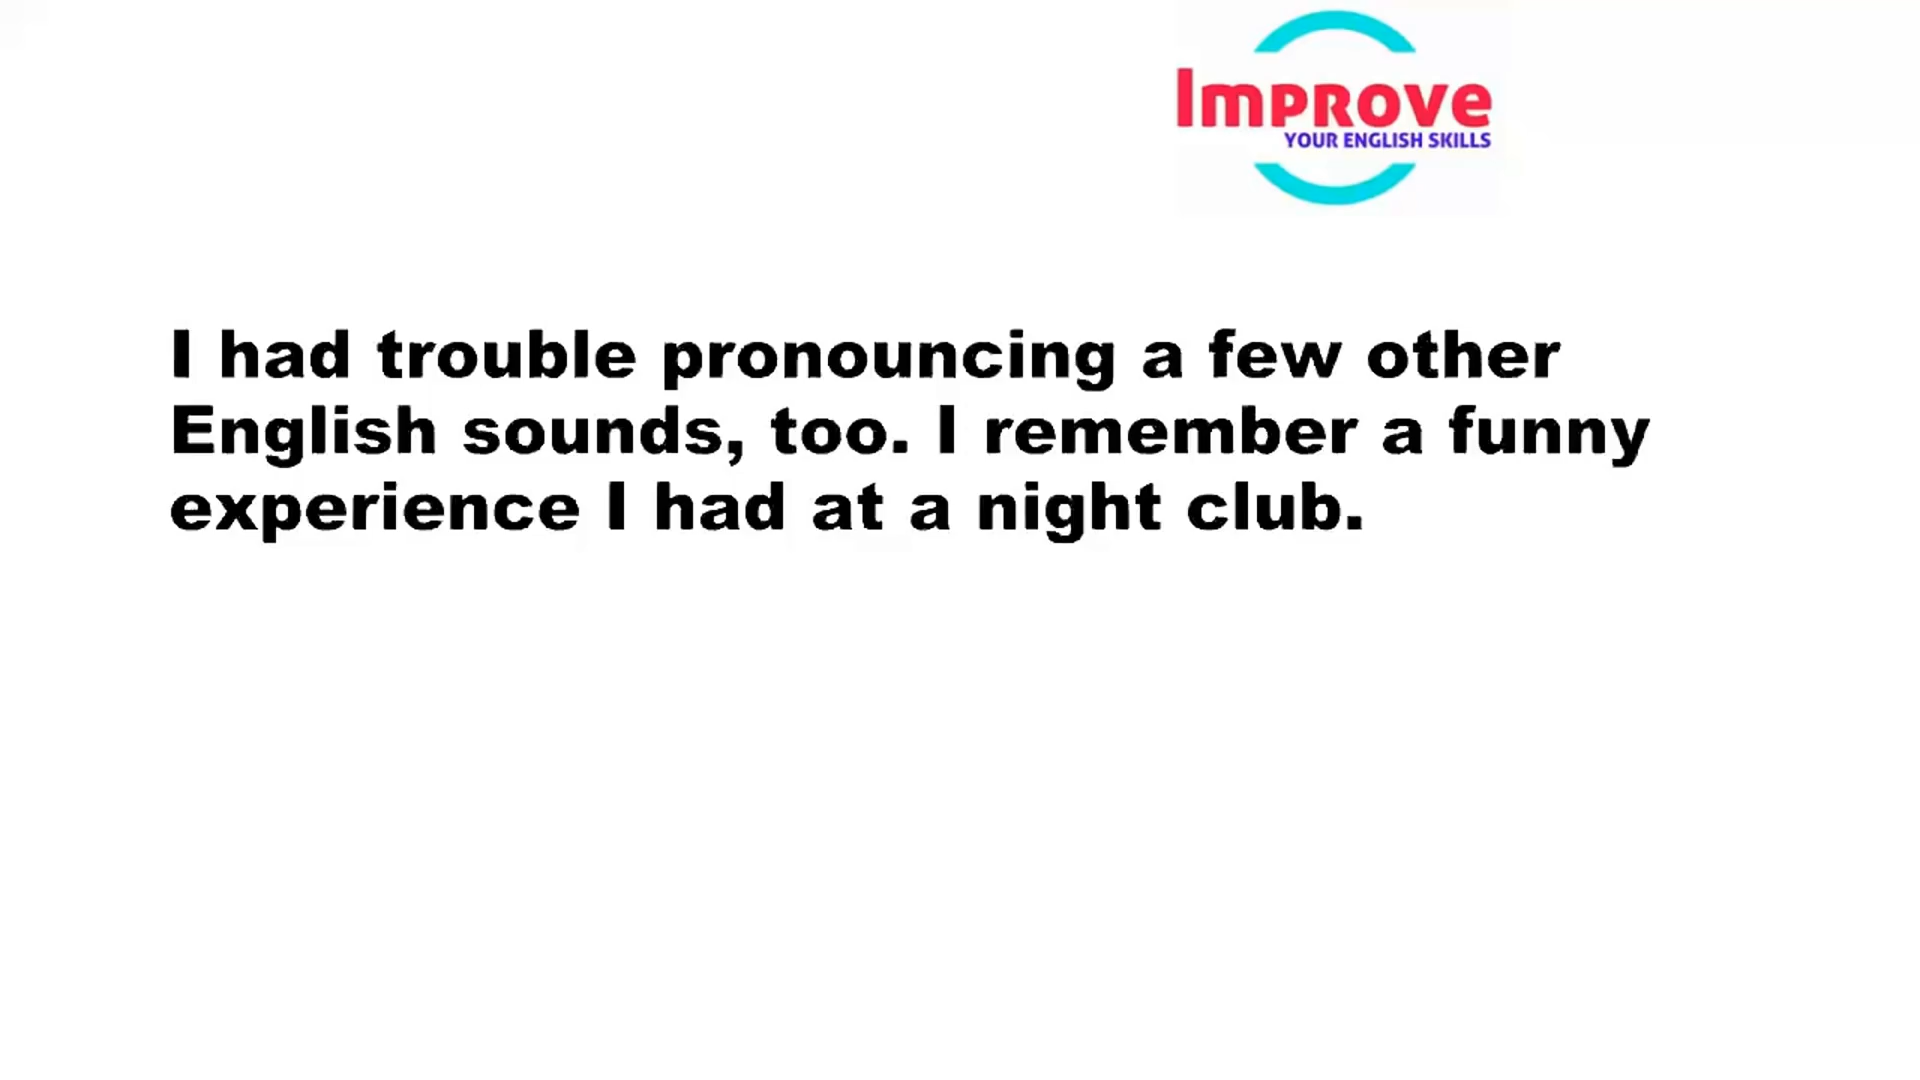 Improve
YOUR ENGLISH SKILLS
I had trouble pronouncing a few other
English sounds, too. I remember a funny
experience I had at a night club.